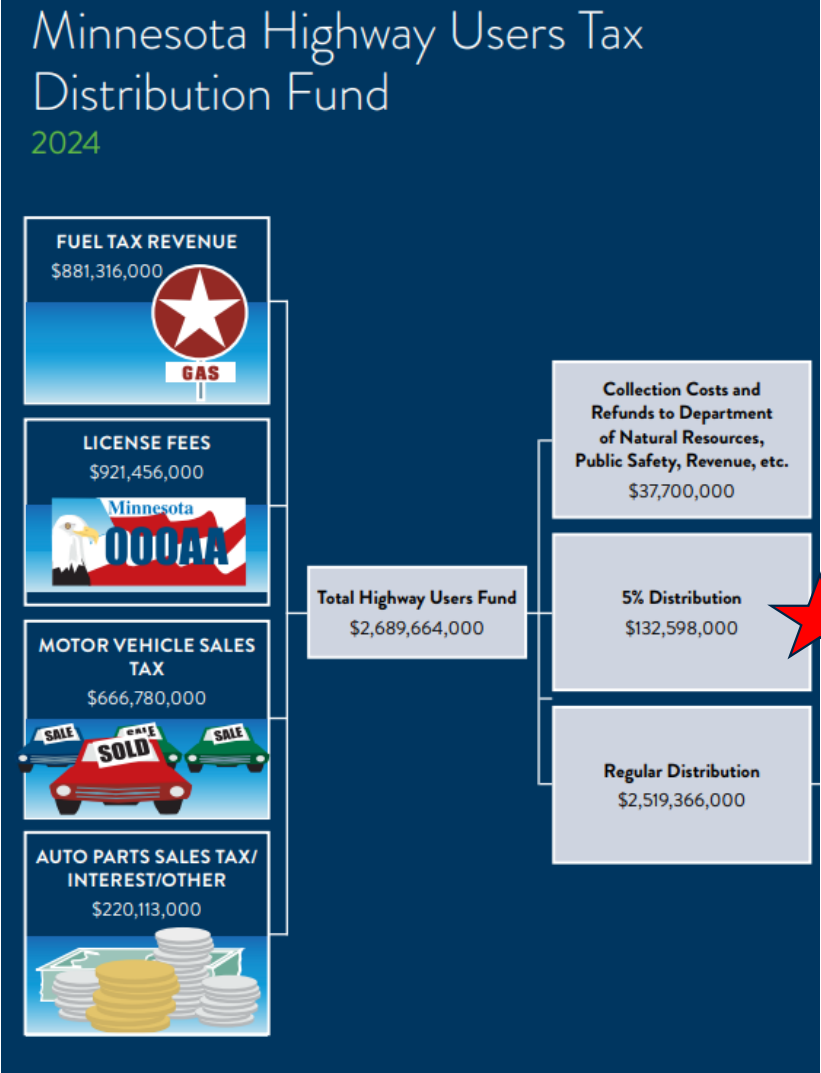 Minnesota Highway Users Tax
Distribution Fund
2024
FUEL TAX REVENUE
$881,316,000
GAS
LICENSE FEES
$921,456,000
Minnesota
000AA
MOTOR VEHICLE SALES
TAX
$666,780,000
SALE
SALE
SALE
SOLD
AUTO PARTS SALES TAX/
INTEREST/OTHER
$220,113,000
Total Highway Users Fund
$2,689,664,000
Collection Costs and
Refunds to Department
of Natural Resources,
Public Safety, Revenue, etc.
$37,700,000
5% Distribution
$132,598,000
Regular Distribution
$2,519,366,000